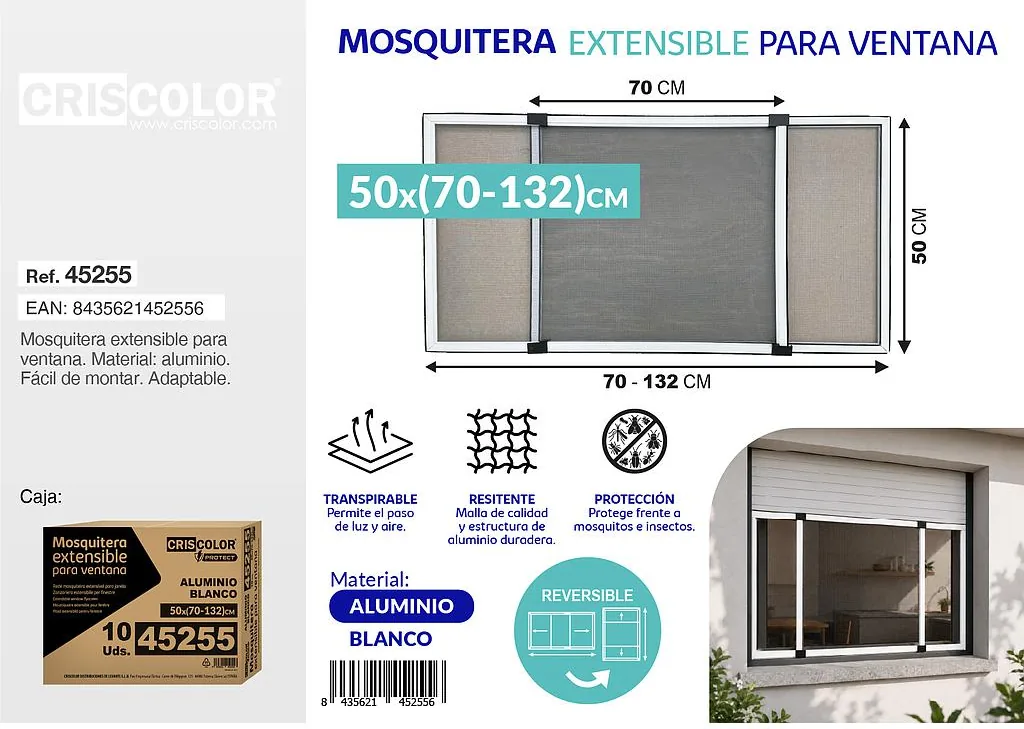 MOSQUITERA EXTENSIBLE PARA VENTANA
CRISCOLOR®
www.criscolor.com
70 CM
50x(70-132)CM
50 CM
70 - 132 CM
Ref. 45255
EAN: 8435621452556
Mosquitera extensible para
ventana. Material: aluminio.
Fácil de montar. Adaptable.
TRANSPIRABLE
Permite el paso
de luz y aire.
RESITENTE
Malla de calidad
y estructura de
aluminio duradera.
PROTECCIÓN
Protege frente a
mosquitos e insectos.
Caja:
Mosquitera
extensible
para ventana
CRISCOLOR
PROTECT
ALUMINIO
BLANCO
50x(70-132)CM
10
Uds.
45255
45255
Material:
ALUMINIO
BLANCO
8 435621 452556
REVERSIBLE